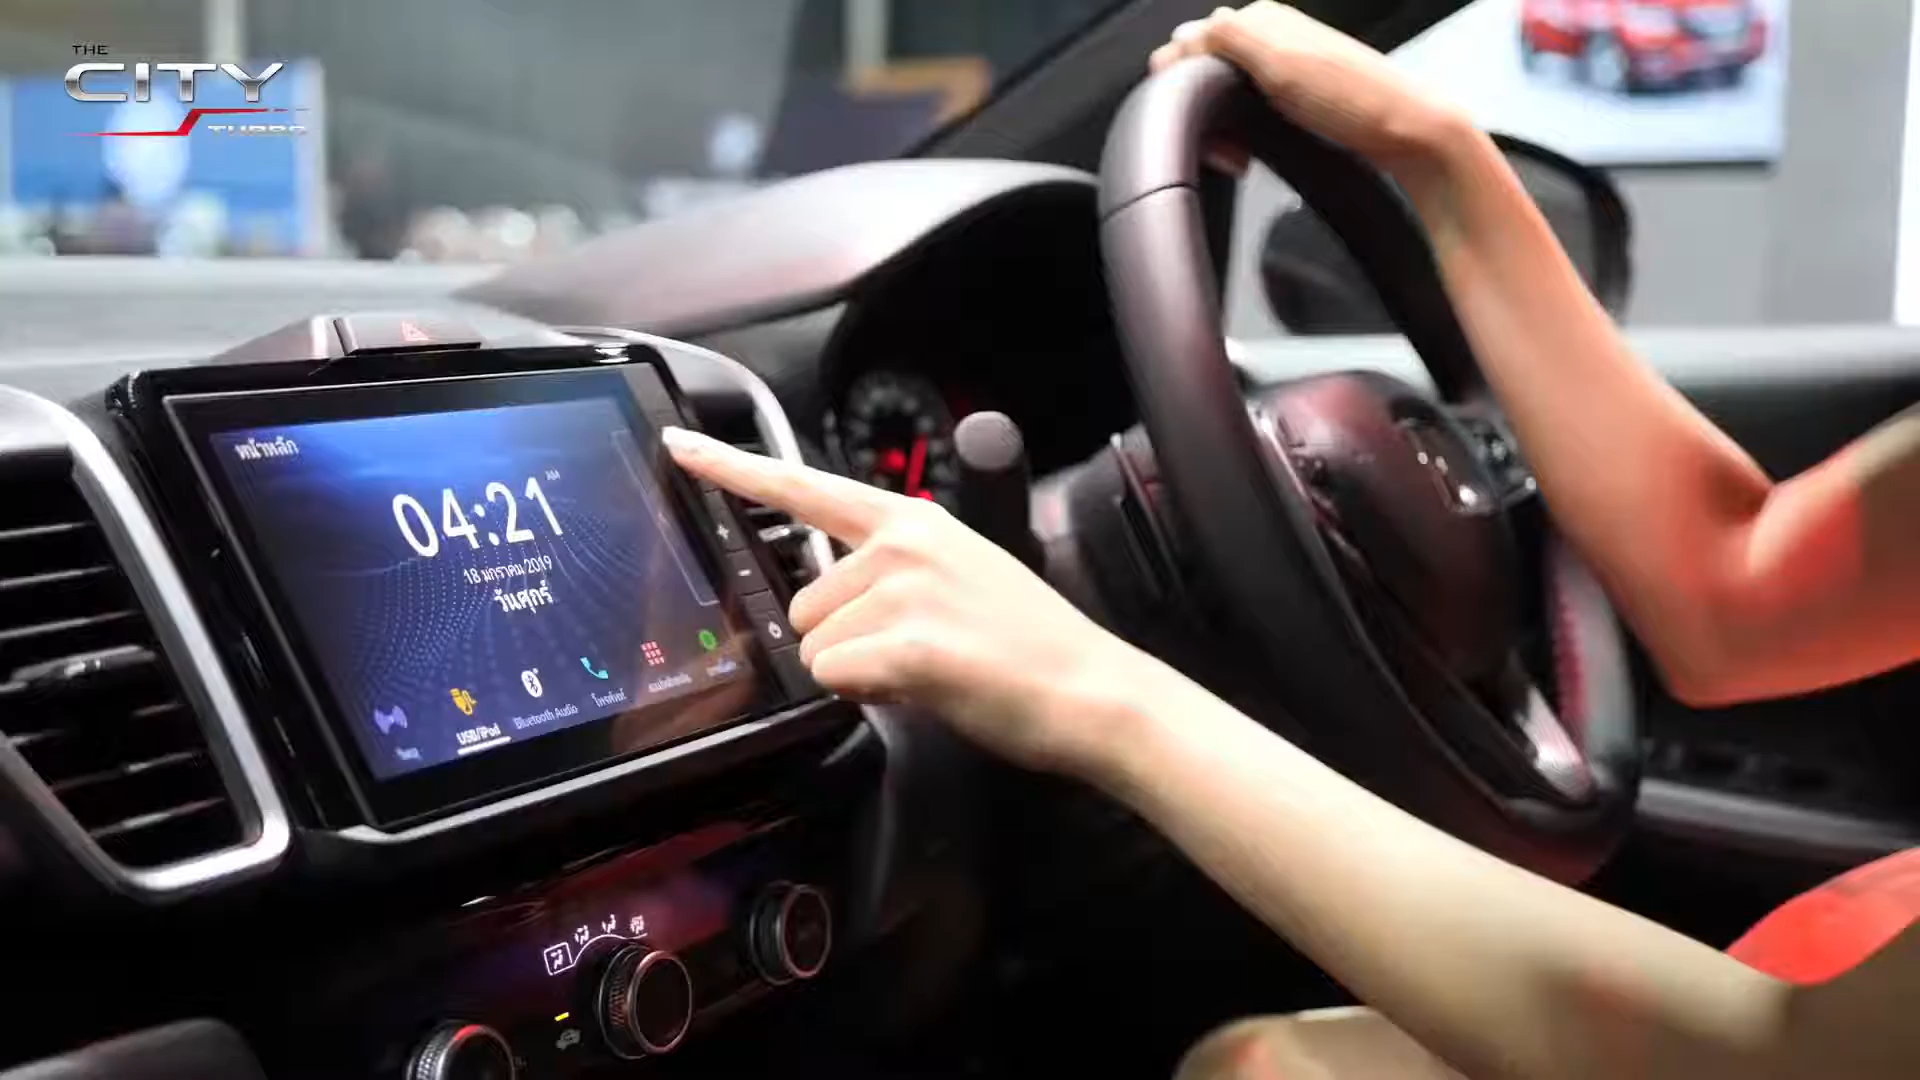 THE
CITY
TURBO
หน้าหลัก
04:21 AM
18 มกราคม 2019
วันศุกร์
USB/iPod
Bluetooth Audio
โทรศัพท์